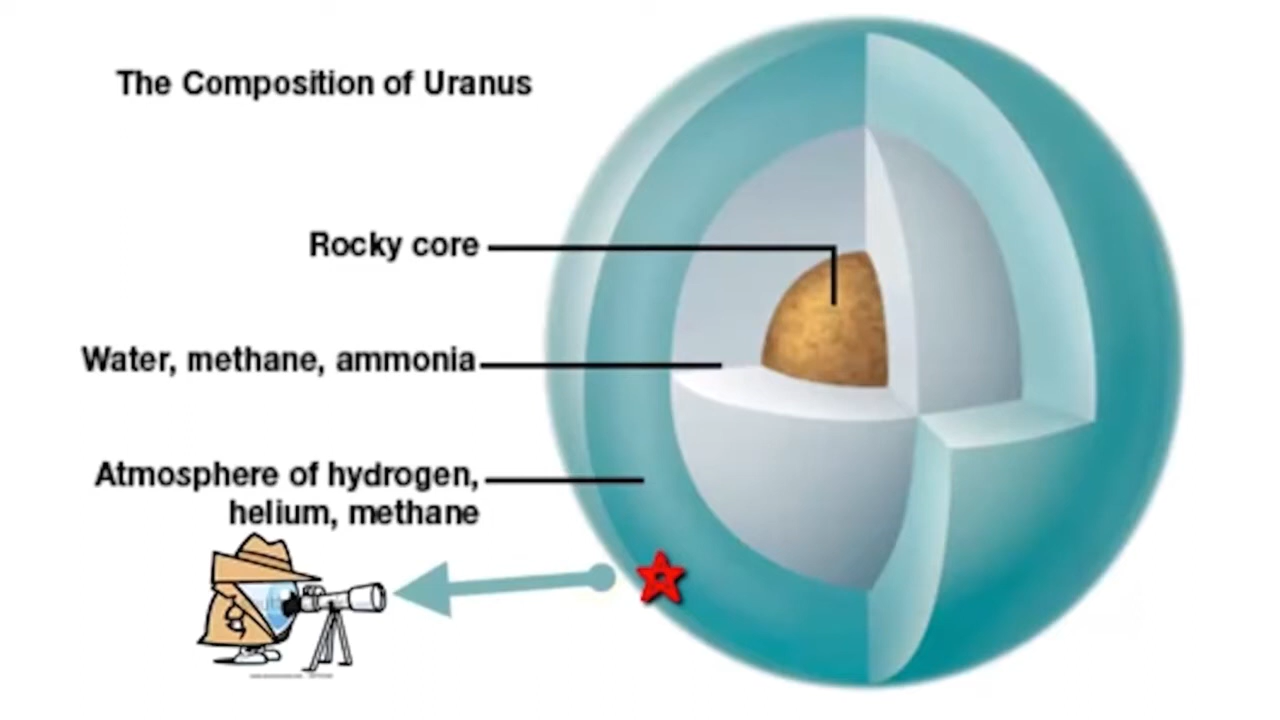 The Composition of Uranus
Rocky core
Water, methane, ammonia
Atmosphere of hydrogen,
helium, methane